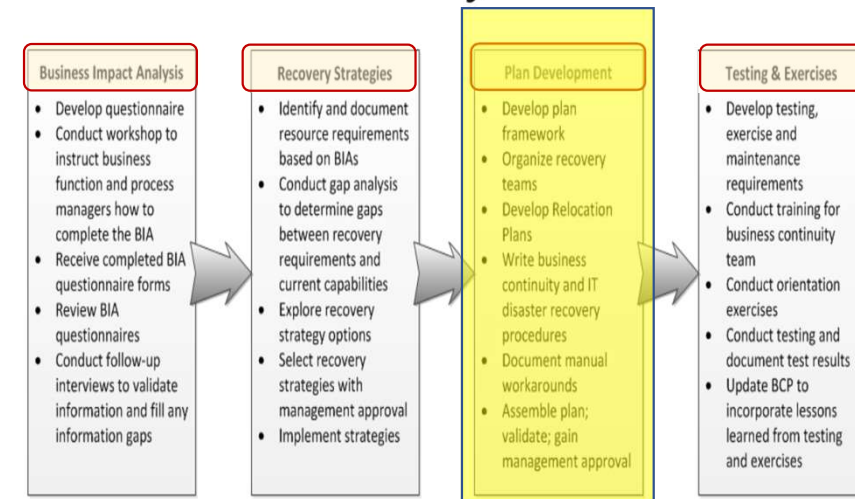 Business Impact Analysis
• Develop questionnaire
• Conduct workshop to
instruct business
function and process
managers how to
complete the BIA
• Receive completed BIA
questionnaire forms
• Review BIA
questionnaires
• Conduct follow-up
interviews to validate
information and fill any
information gaps
Recovery Strategies
• Identify and document
resource requirements
based on BIAs
• Conduct gap analysis
to determine gaps
between recovery
requirements and
current capabilities
• Explore recovery
strategy options
• Select recovery
strategies with
management approval
• Implement strategies
Plan Development
• Develop plan
framework
• Organize recovery
teams
• Develop Relocation
Plans
• Write business
continuity and IT
disaster recovery
procedures
• Document manual
workarounds
• Assemble plan;
validate; gain
management approval
Testing & Exercises
• Develop testing,
exercise and
maintenance
requirements
• Conduct training for
business continuity
team
• Conduct orientation
exercises
• Conduct testing and
document test results
• Update BCP to
incorporate lessons
learned from testing
and exercises